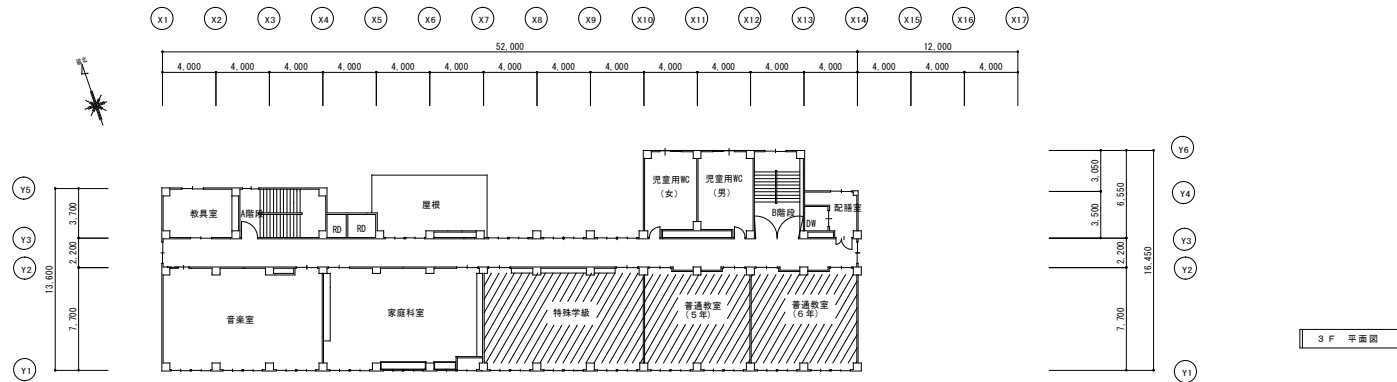 X1 X2 X3 X4 X5 X6 X7 X8 X9 X10 X11 X12 X13 X14 X15 X16 X17
52,000 12,000
4,000 4,000 4,000 4,000 4,000 4,000 4,000 4,000 4,000 4,000 4,000 4,000 4,000 4,000 4,000 4,000
Y6
Y5
Y4
Y3
Y3
Y2
Y2
Y1
Y1
3,700
2,200
13,600
7,700
3,050
6,550
3,500
2,200
16,450
7,700
児童用WC
(女)
児童用WC
(男)
教具室
A階段
屋根
B階段
配膳室
RD
RD
DW
音楽室
家庭科室
特殊学級
普通教室
(5年)
普通教室
(6年)
3F 平面図